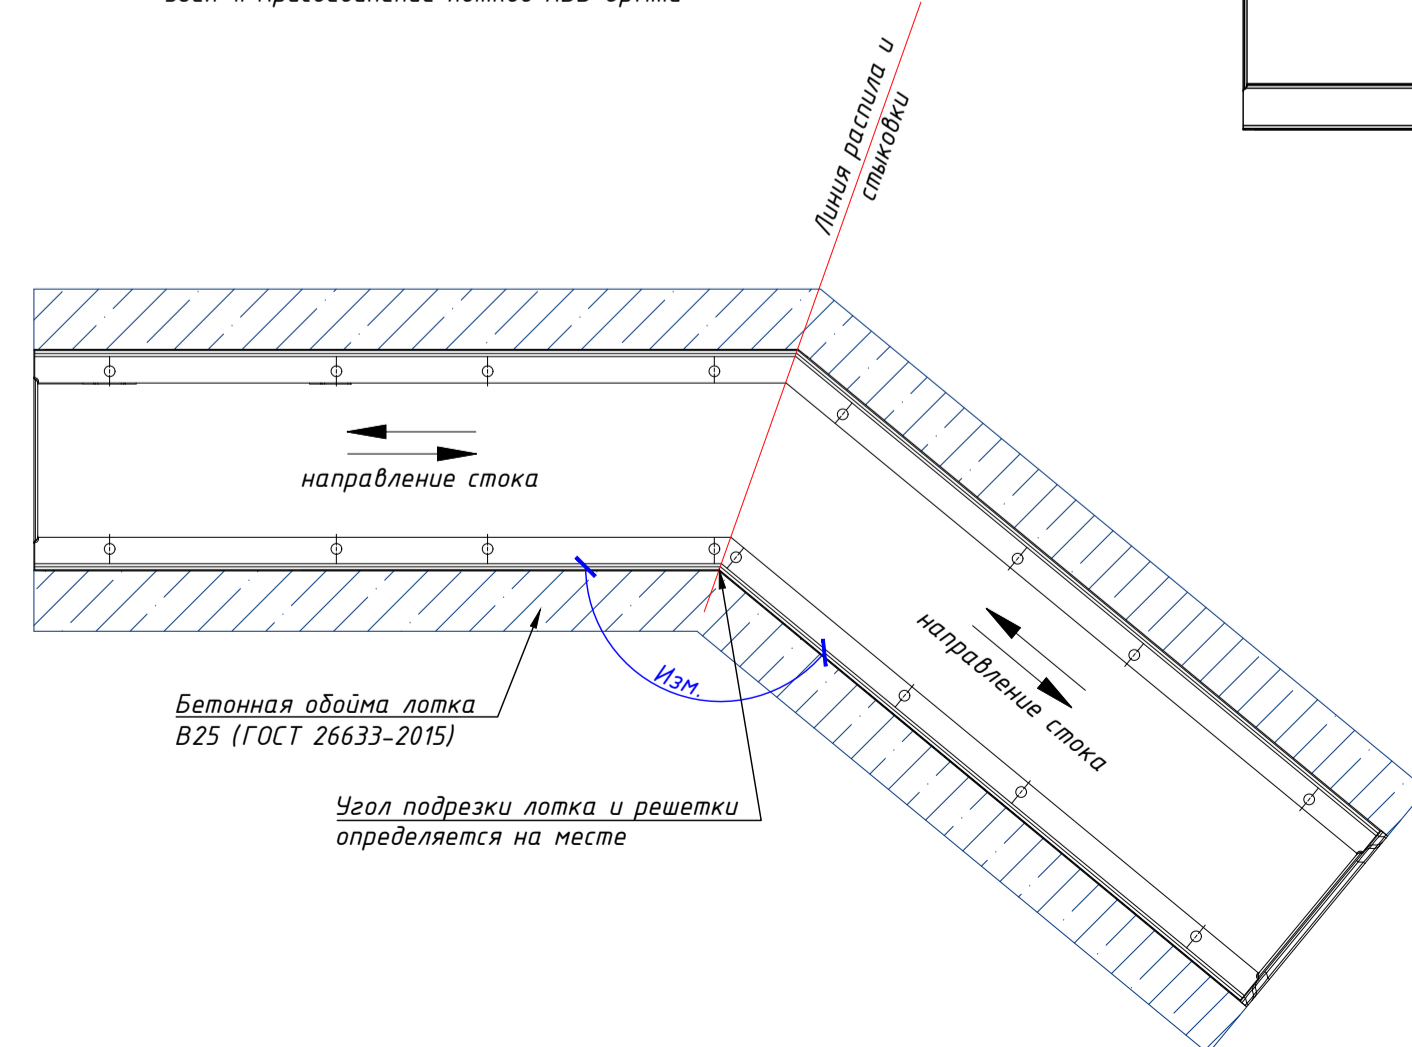 Линия распила и
стыковки
направление стока
направление стока
Изм.
Бетонная обойма лотка
В25 (ГОСТ 26633-2015)
Угол подрезки лотка и решетки
определяется на месте